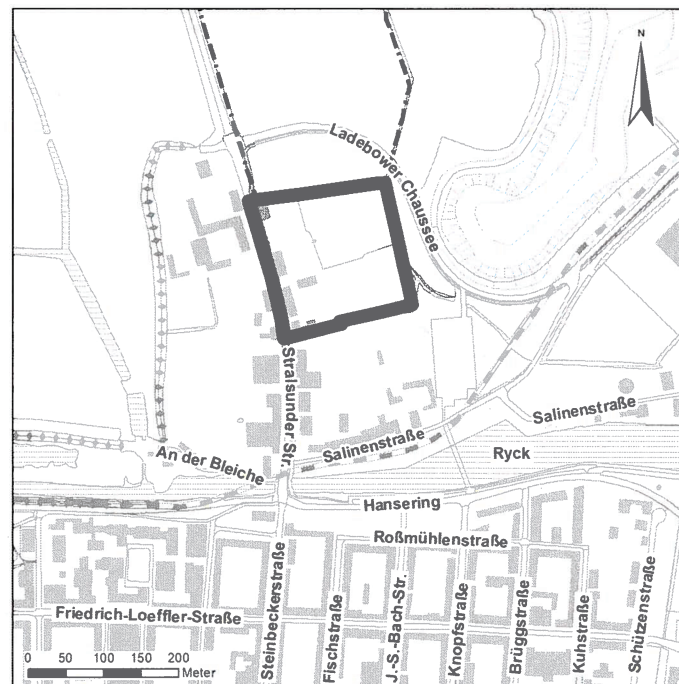 N
Ladebower Chaussee
Stralsunder Str.
Salinenstraße
An der Bleiche
Salinenstraße
Ryck
Hansering
Roßmühlenstraße
Friedrich-Loeffler-Straße
Steinbeckerstraße
Fischstraße
J.-S.-Bach-Str.
Knopfstraße
Brüggstraße
Kuhstraße
Schützenstraße
0 50 100 150 200
Meter